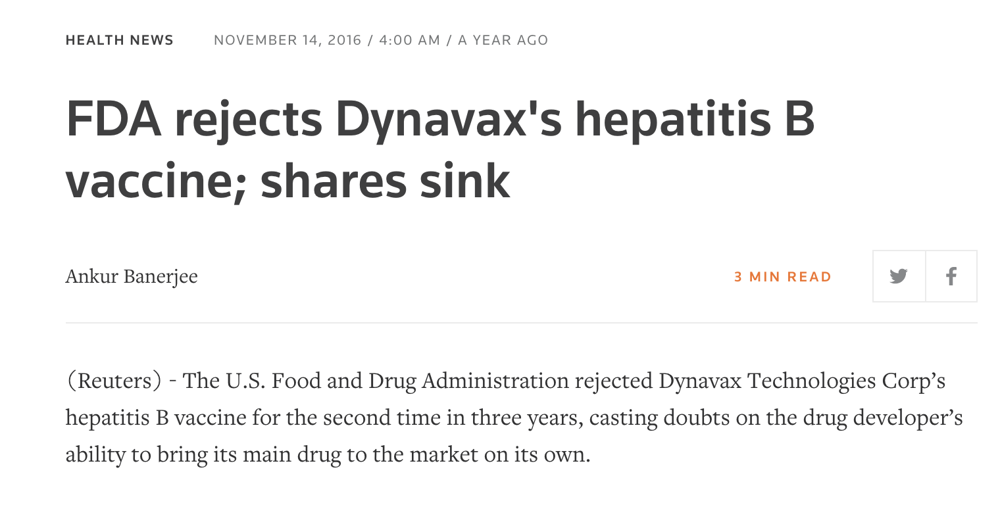 HEALTH NEWS NOVEMBER 14, 2016 / 4:00 AM / A YEAR AGO
FDA rejects Dynavax's hepatitis B
vaccine; shares sink
Ankur Banerjee 3 MIN READ
(Reuters) - The U.S. Food and Drug Administration rejected Dynavax Technologies Corp’s
hepatitis B vaccine for the second time in three years, casting doubts on the drug developer’s
ability to bring its main drug to the market on its own.